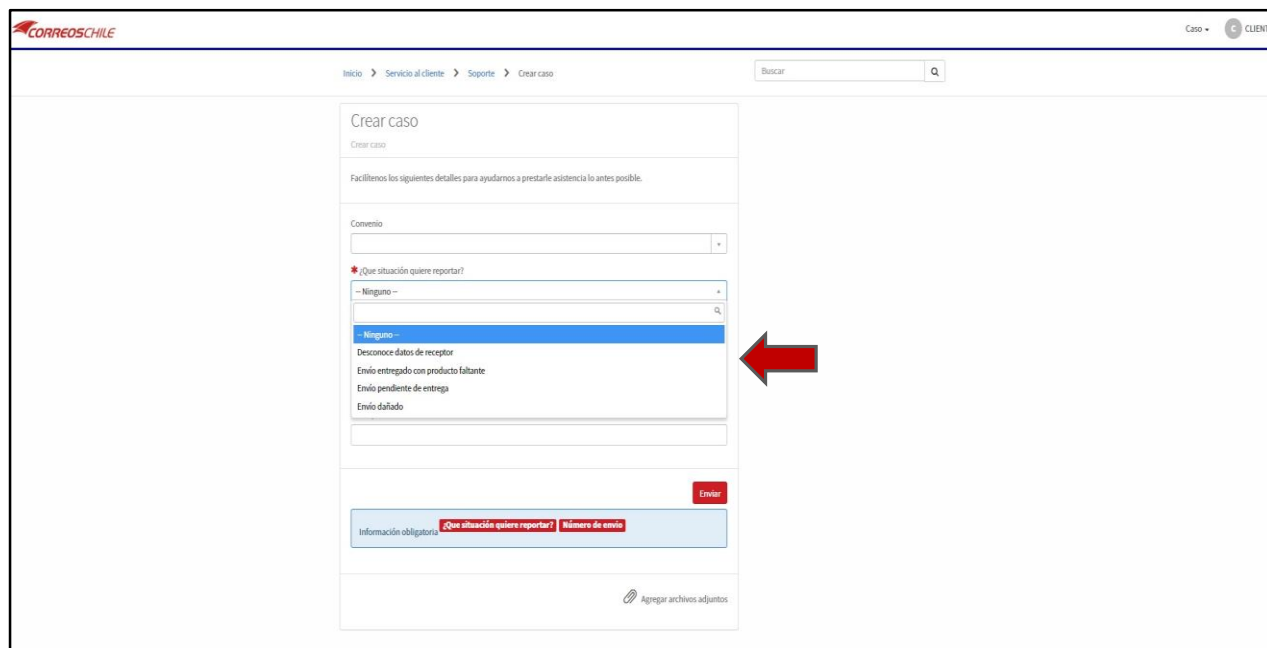 CORREOSCHILE
Caso
C CLIENT
Inicio > Servicio al cliente > Soporte > Crear caso
Buscar
Crear caso
Crear caso
Facilítenos los siguientes detalles para ayudarnos a prestarle asistencia lo antes posible.
Convenio
* ¿Que situación quiere reportar?
-- Ninguno --
-- Ninguno --
Desconoce datos de receptor
Envío entregado con producto faltante
Envío pendiente de entrega
Envío dañado
Enviar
Información obligatoria ¿Que situación quiere reportar? Número de envío
Agregar archivos adjuntos